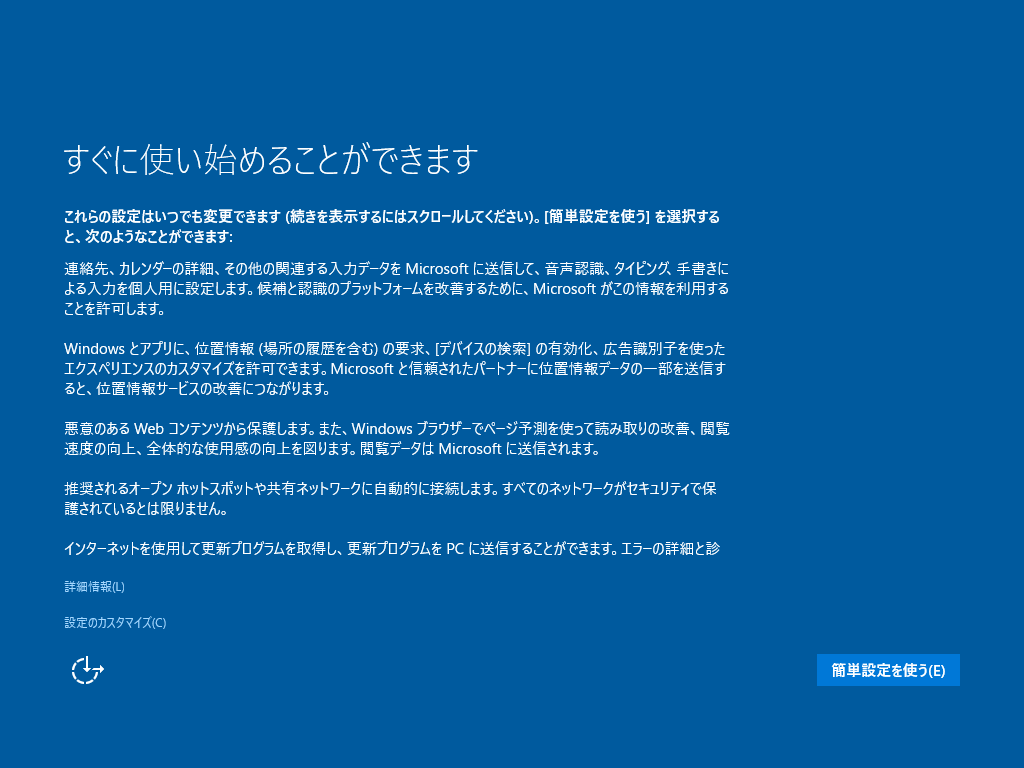 すぐに使い始めることができます
これらの設定はいつでも変更できます (続きを表示するにはスクロールしてください)。[簡単設定を使う] を選択する
と、次のようなことができます:
連絡先、カレンダーの詳細、その他の関連する入力データを Microsoft に送信して、音声認識、タイピング、手書きに
よる入力を個人用に設定します。候補と認識のプラットフォームを改善するために、Microsoft がこの情報を利用する
ことを許可します。
Windows とアプリに、位置情報 (場所の履歴を含む) の要求、[デバイスの検索] の有効化、広告識別子を使った
エクスペリエンスのカスタマイズを許可できます。Microsoft と信頼されたパートナーに位置情報データの一部を送信す
ると、位置情報サービスの改善につながります。
悪意のある Web コンテンツから保護します。また、Windows ブラウザーでページ予測を使って読み取りの改善、閲覧
速度の向上、全体的な使用感の向上を図ります。閲覧データは Microsoft に送信されます。
推奨されるオープン ホットスポットや共有ネットワークに自動的に接続します。すべてのネットワークがセキュリティで保
護されているとは限りません。
インターネットを使用して更新プログラムを取得し、更新プログラムを PC に送信することができます。エラーの詳細と診
詳細情報(L)
設定のカスタマイズ(C)
簡単設定を使う(E)